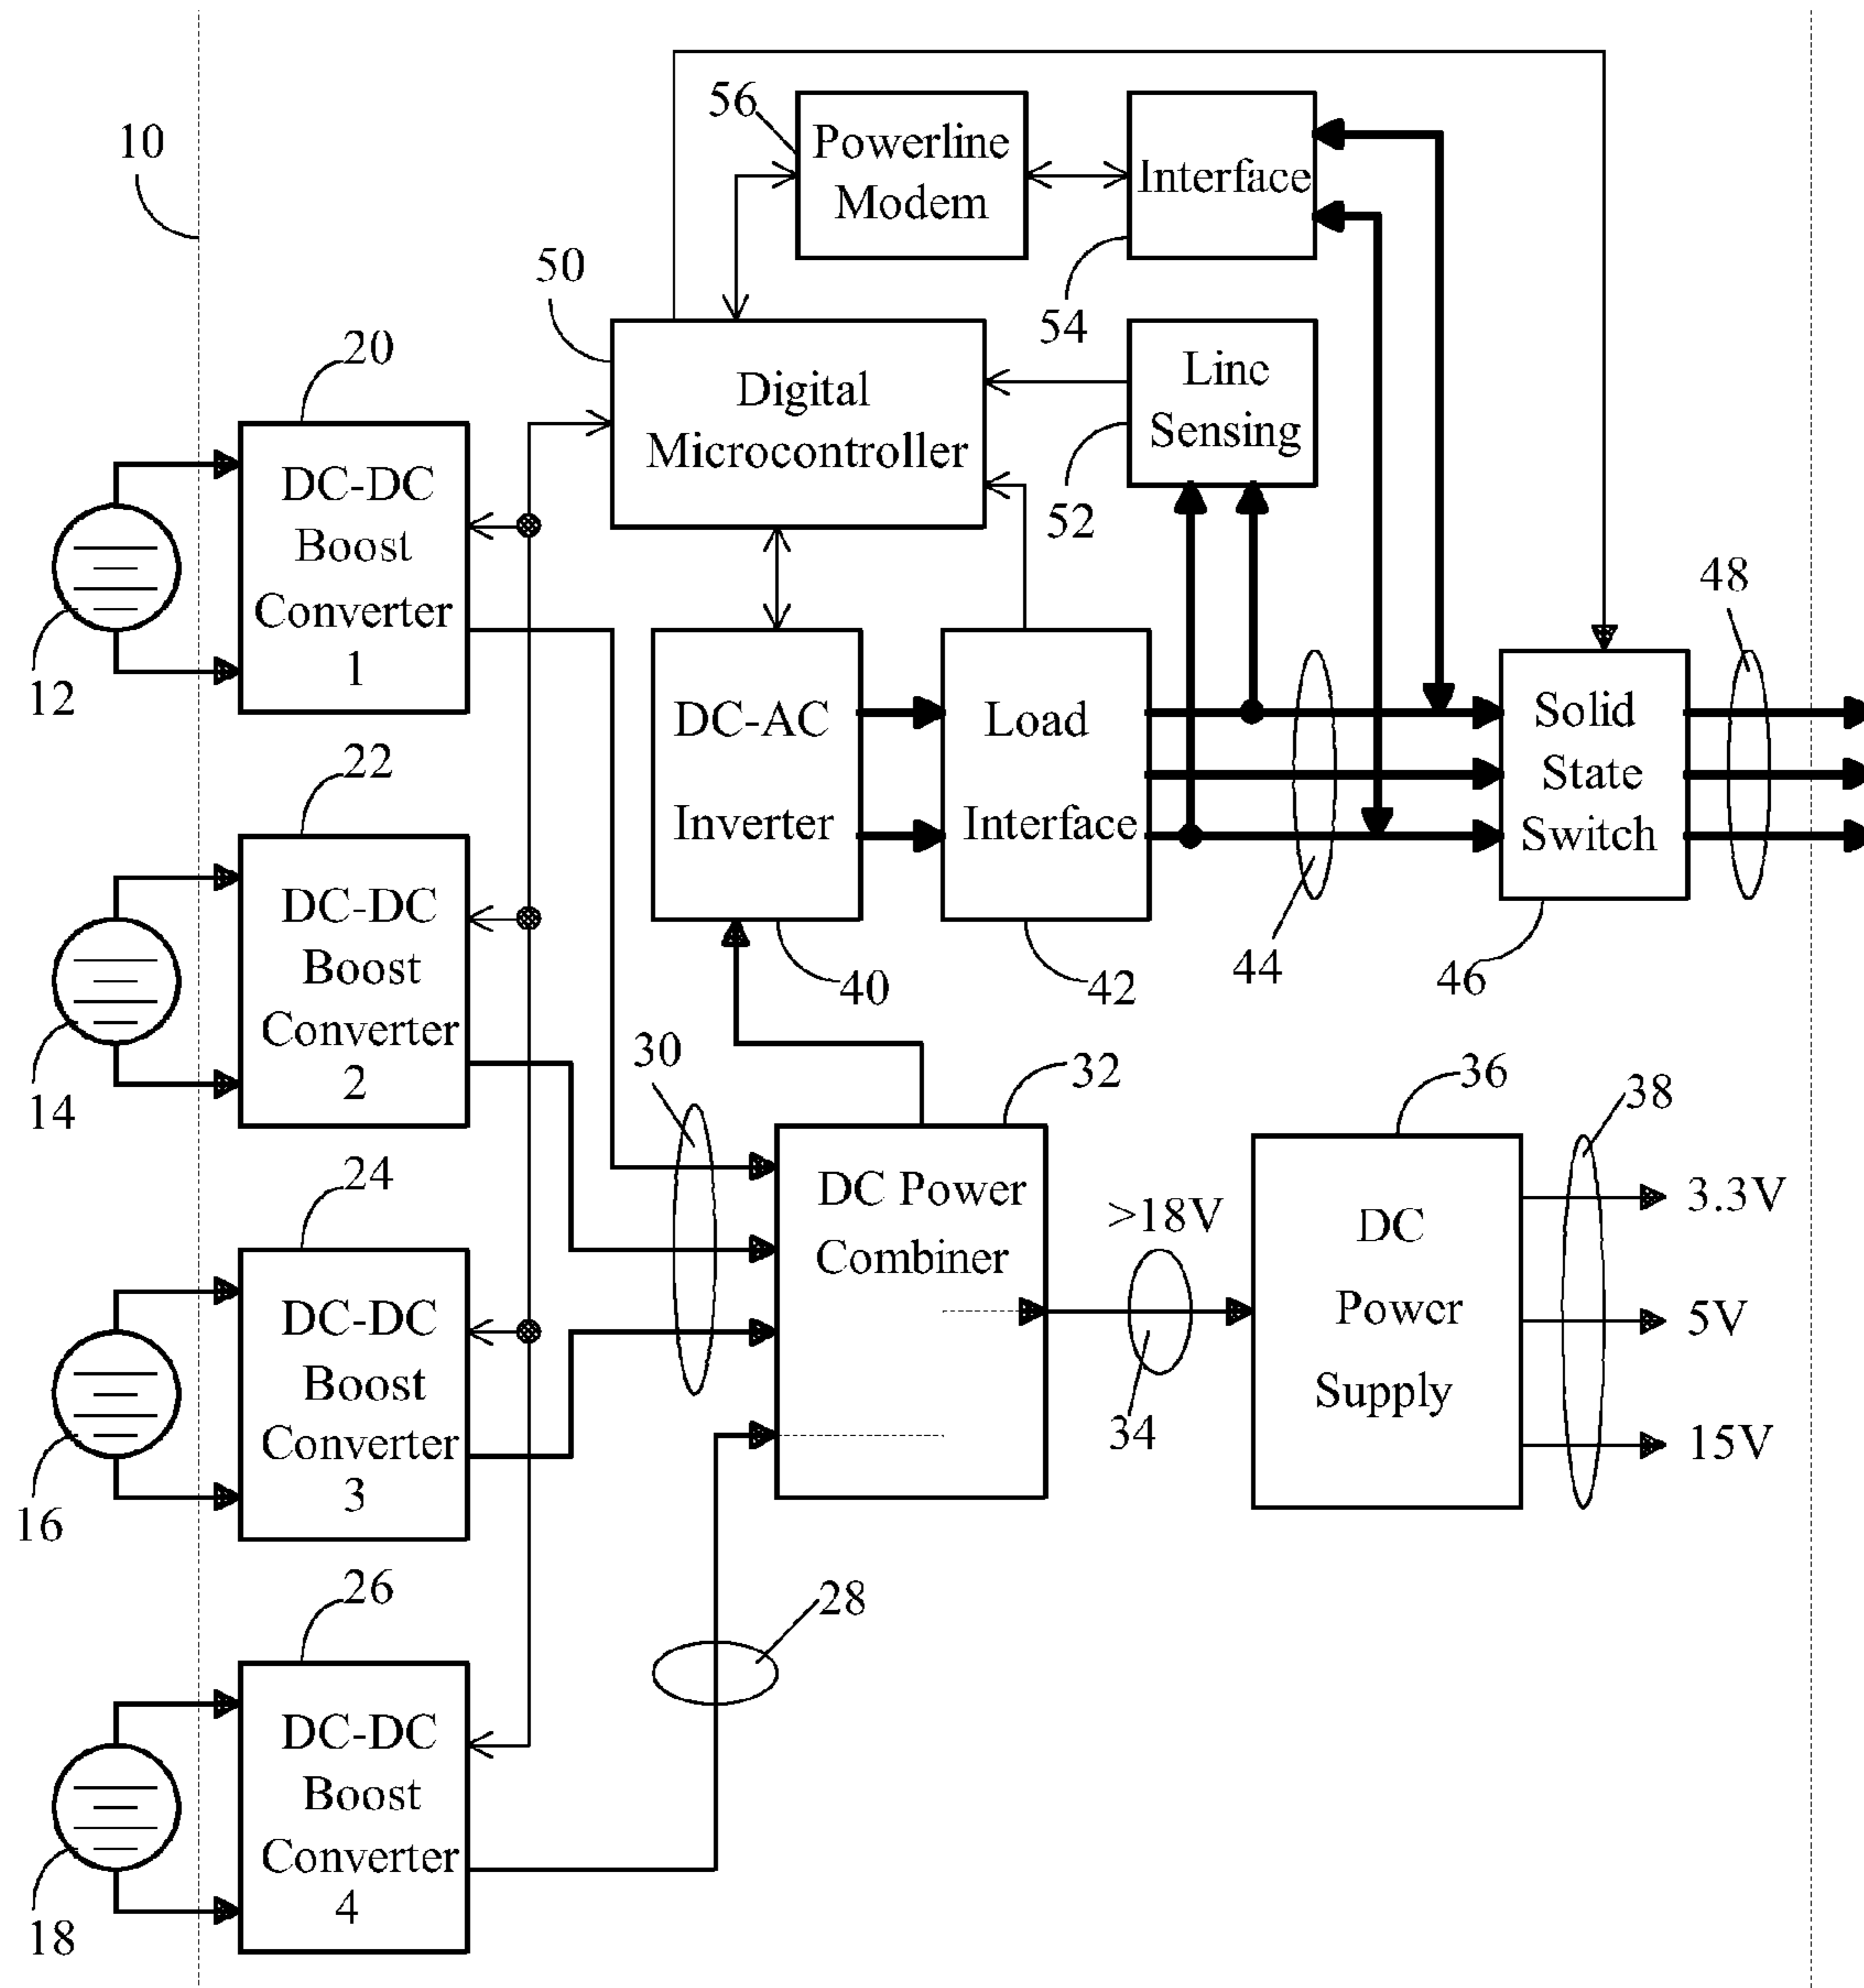 10
56
Powerline
Modem
Interface
54
50
Digital
Microcontroller
Line
Sensing
52
20
DC-DC
Boost
Converter
1
12
22
DC-DC
Boost
Converter
2
14
24
DC-DC
Boost
Converter
3
16
26
DC-DC
Boost
Converter
4
18
DC-AC
Inverter
40
Load
Interface
42
44
Solid
State
Switch
46
48
30
32
DC Power
Combiner
>18V
34
36
DC
Power
Supply
38
3.3V
5V
15V
28